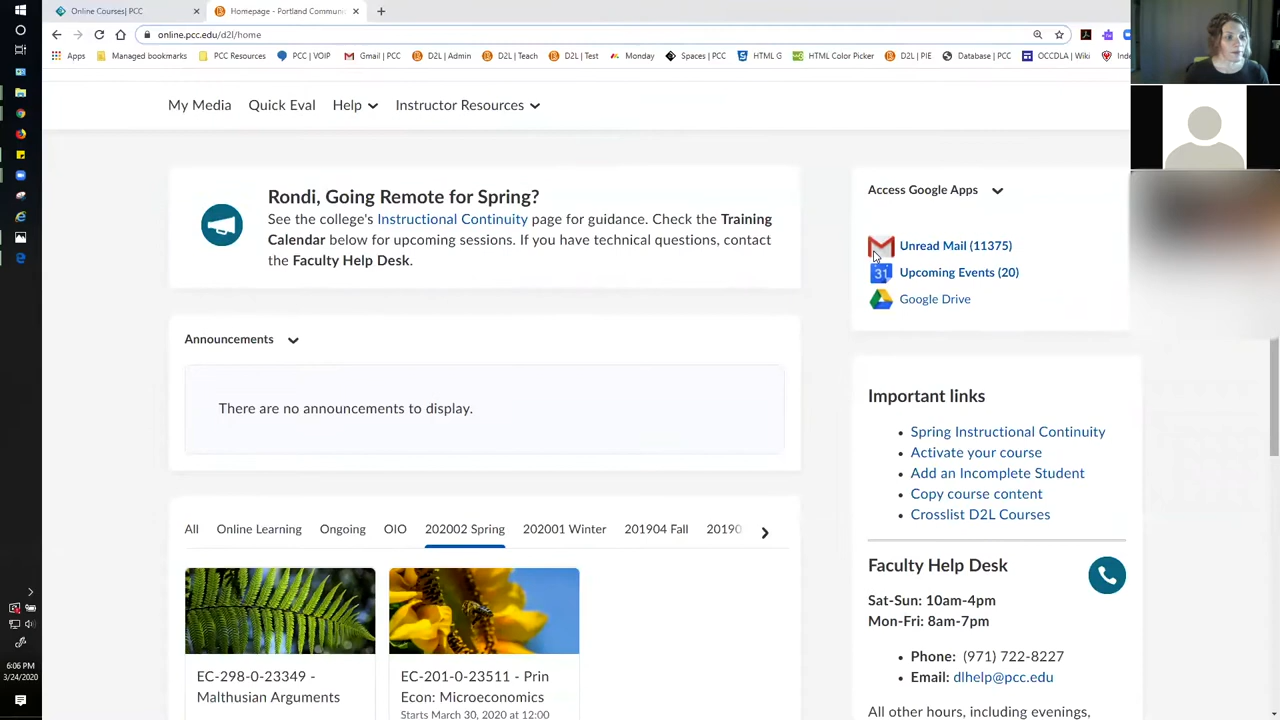 Online Courses| PCC
Homepage - Portland Commun
online.pcc.edu/d2l/home
Apps Managed bookmarks PCC Resources PCC | VOIP Gmail | PCC D2L | Admin D2L | Teach D2L | Test Monday Spaces | PCC HTML G HTML Color Picker D2L | PIE Database | PCC OCCDLA | Wiki Inde
My Media Quick Eval Help Instructor Resources
Rondi, Going Remote for Spring?
See the college's Instructional Continuity page for guidance. Check the Training
Calendar below for upcoming sessions. If you have technical questions, contact
the Faculty Help Desk.
Announcements
There are no announcements to display.
All Online Learning Ongoing OIO 202002 Spring 202001 Winter 201904 Fall 20190
EC-298-0-23349 -
Malthusian Arguments
EC-201-0-23511 - Prin
Econ: Microeconomics
Starts March 30, 2020 at 12:00
Access Google Apps
Unread Mail (11375)
31 Upcoming Events (20)
Google Drive
Important links
• Spring Instructional Continuity
• Activate your course
• Add an Incomplete Student
• Copy course content
• Crosslist D2L Courses
Faculty Help Desk
Sat-Sun: 10am-4pm
Mon-Fri: 8am-7pm
• Phone: (971) 722-8227
• Email: dlhelp@pcc.edu
All other hours, including evenings,
6:06 PM
3/24/2020